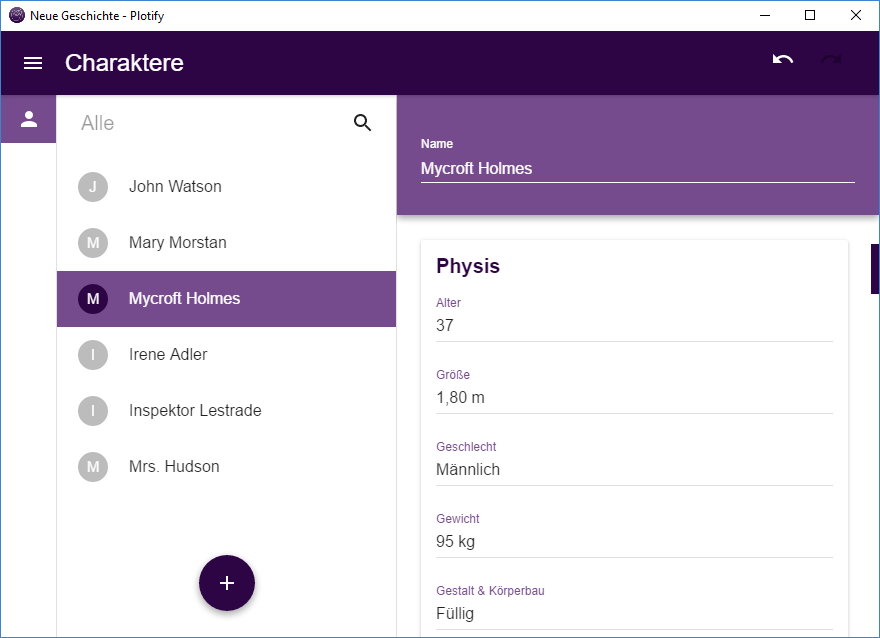 Neue Geschichte - Plotify
Charaktere
Alle
J John Watson
M Mary Morstan
M Mycroft Holmes
I Irene Adler
I Inspektor Lestrade
M Mrs. Hudson
+
Name
Mycroft Holmes
Physis
Alter
37
Größe
1,80 m
Geschlecht
Männlich
Gewicht
95 kg
Gestalt & Körperbau
Füllig